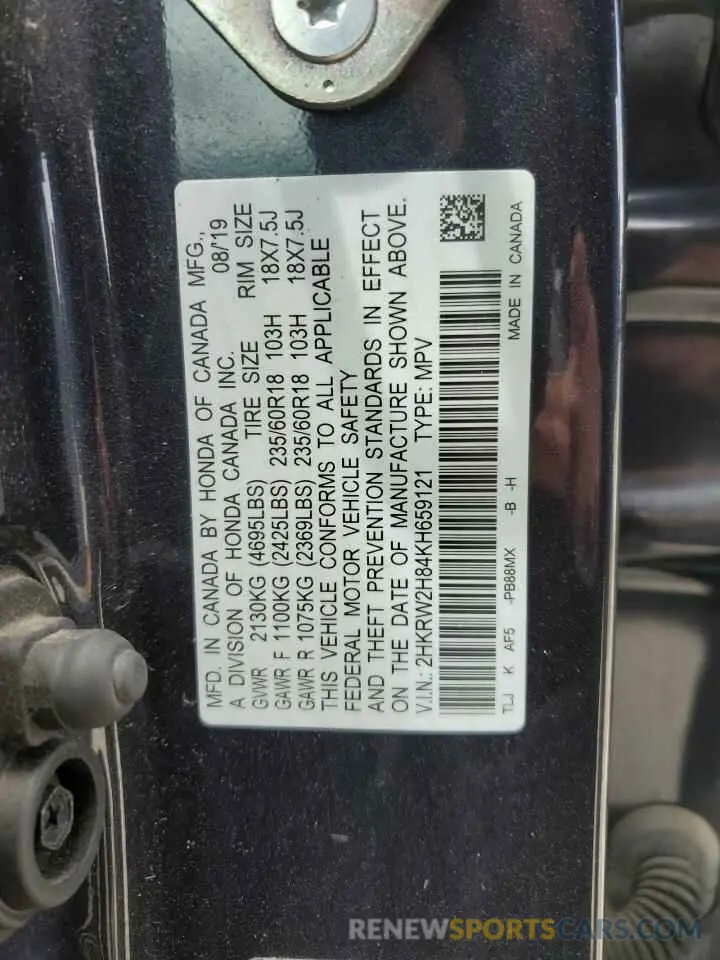 MFD. IN CANADA BY HONDA OF CANADA MFG.,
A DIVISION OF HONDA CANADA INC. 08/'19
GVWR 2130KG (4695LBS) TIRE SIZE RIM SIZE
GAWR F 1100KG (2425LBS) 235/60R18 103H 18X7.5J
GAWR R 1075KG (2369LBS) 235/60R18 103H 18X7.5J
THIS VEHICLE CONFORMS TO ALL APPLICABLE
FEDERAL MOTOR VEHICLE SAFETY
AND THEFT PREVENTION STANDARDS IN EFFECT
ON THE DATE OF MANUFACTURE SHOWN ABOVE.
V.I.N.: 2HKRW2H84KH659121 TYPE: MPV
TLJ K AF5 -PB88MX -B -H MADE IN CANADA
RENEWSPORTSCARS.COM